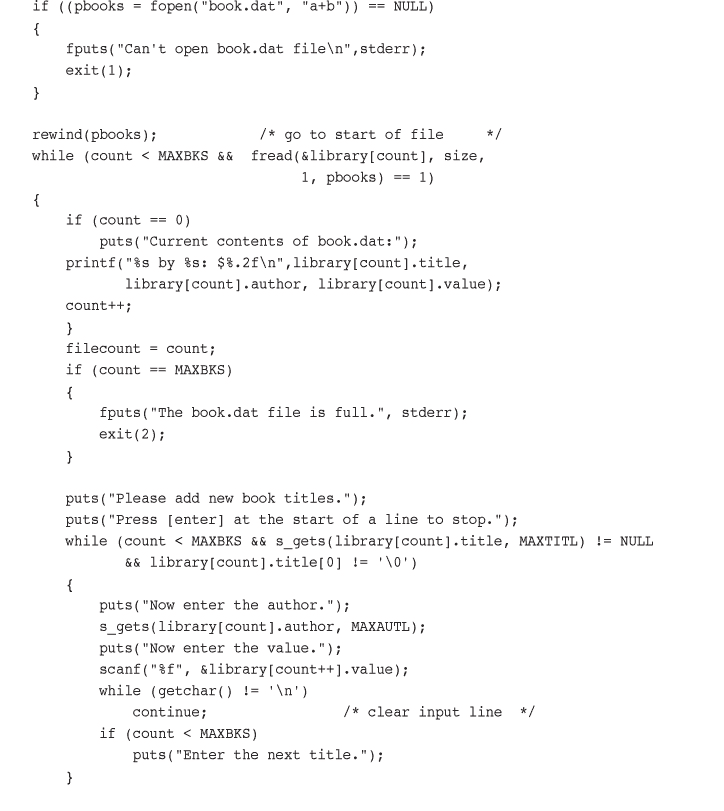 if ((pbooks = fopen("book.dat", "a+b")) == NULL)
{
    fputs("Can't open book.dat file\n",stderr);
    exit(1);
}

rewind(pbooks);            /* go to start of file     */
while (count < MAXBKS &&  fread(&library[count], size,
                                1, pbooks) == 1)
{
    if (count == 0)
        puts("Current contents of book.dat:");
    printf("%s by %s: $%.2f\n",library[count].title,
           library[count].author, library[count].value);
    count++;
    }
    filecount = count;
    if (count == MAXBKS)
    {
        fputs("The book.dat file is full.", stderr);
        exit(2);
    }

    puts("Please add new book titles.");
    puts("Press [enter] at the start of a line to stop.");
    while (count < MAXBKS && s_gets(library[count].title, MAXTITL) != NULL
           && library[count].title[0] != '\0')
    {
        puts("Now enter the author.");
        s_gets(library[count].author, MAXAUTL);
        puts("Now enter the value.");
        scanf("%f", &library[count++].value);
        while (getchar() != '\n')
            continue;                /* clear input line  */
        if (count < MAXBKS)
            puts("Enter the next title.");
    }